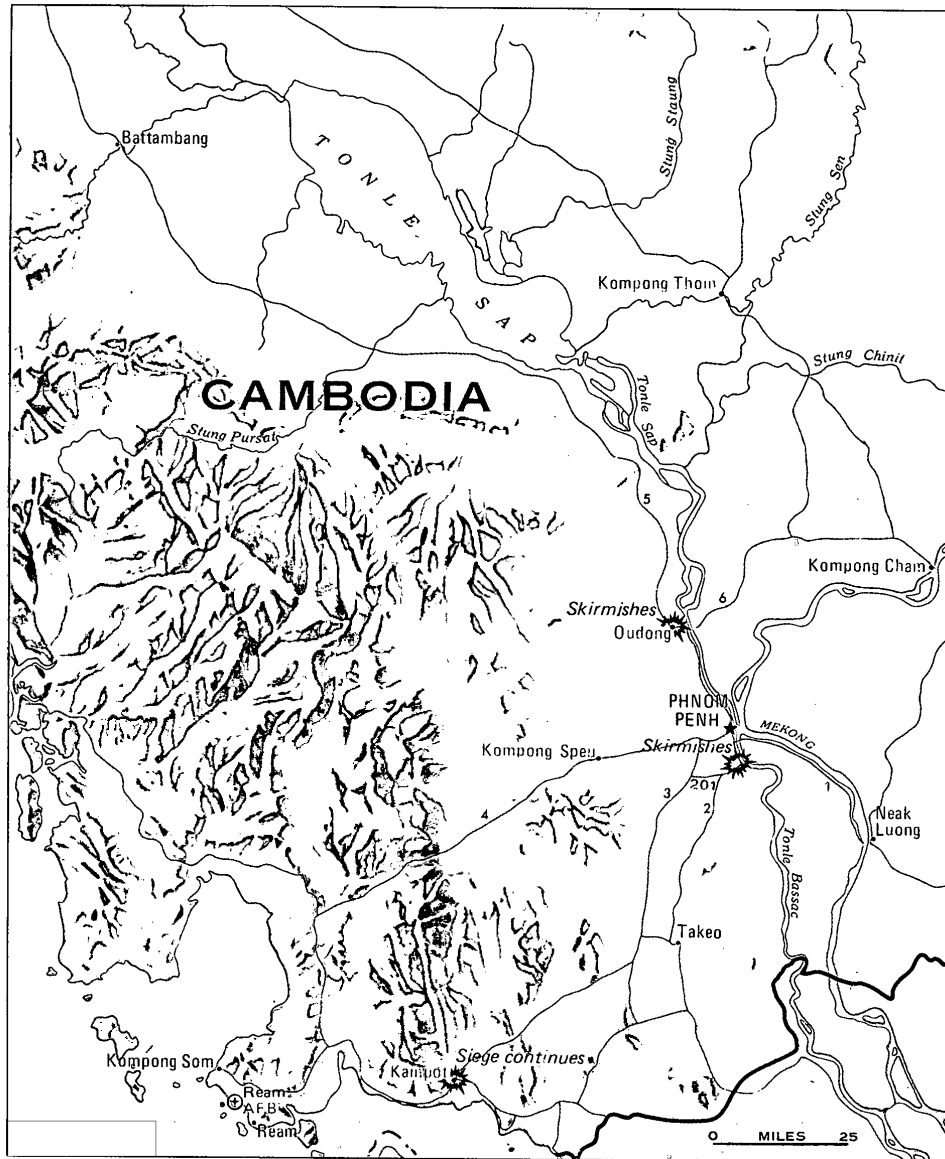 Battambang
TONLE SAP
Stung Staung
Stung Sen
Kompong Thom
Stung Chinit
CAMBODIA
Tonle Sap
Stung Pursat
5
Kompong Cham
6
Skirmishes
Oudong
PHNOM
PENH
MEKONG
Kompong Speu
Skirmishes
201
3
2
1
4
Neak
Luong
Tonle Bassac
Takeo
Siege continues
Kompong Som
Kampot
Ream
AFB
Ream
0 MILES 25